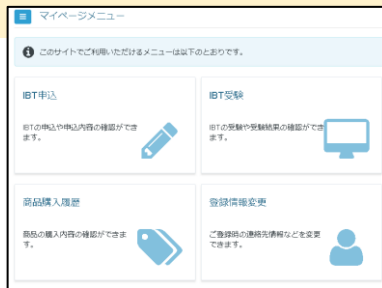 マイページメニュー
このサイトでご利用いただけるメニューは以下のとおりです。
IBT申込
IBTの申込や申込内容の確認ができ
ます。
IBT受験
IBTの受験や受験結果の確認ができ
ます。
商品購入履歴
商品の購入内容の確認ができま
す。
登録情報変更
ご登録時の連絡先情報などを変更
できます。